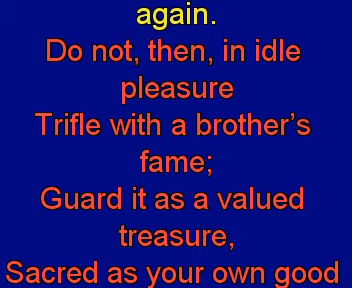 again.
Do not, then, in idle
pleasure
Trifle with a brother’s
fame;
Guard it as a valued
treasure,
Sacred as your own good